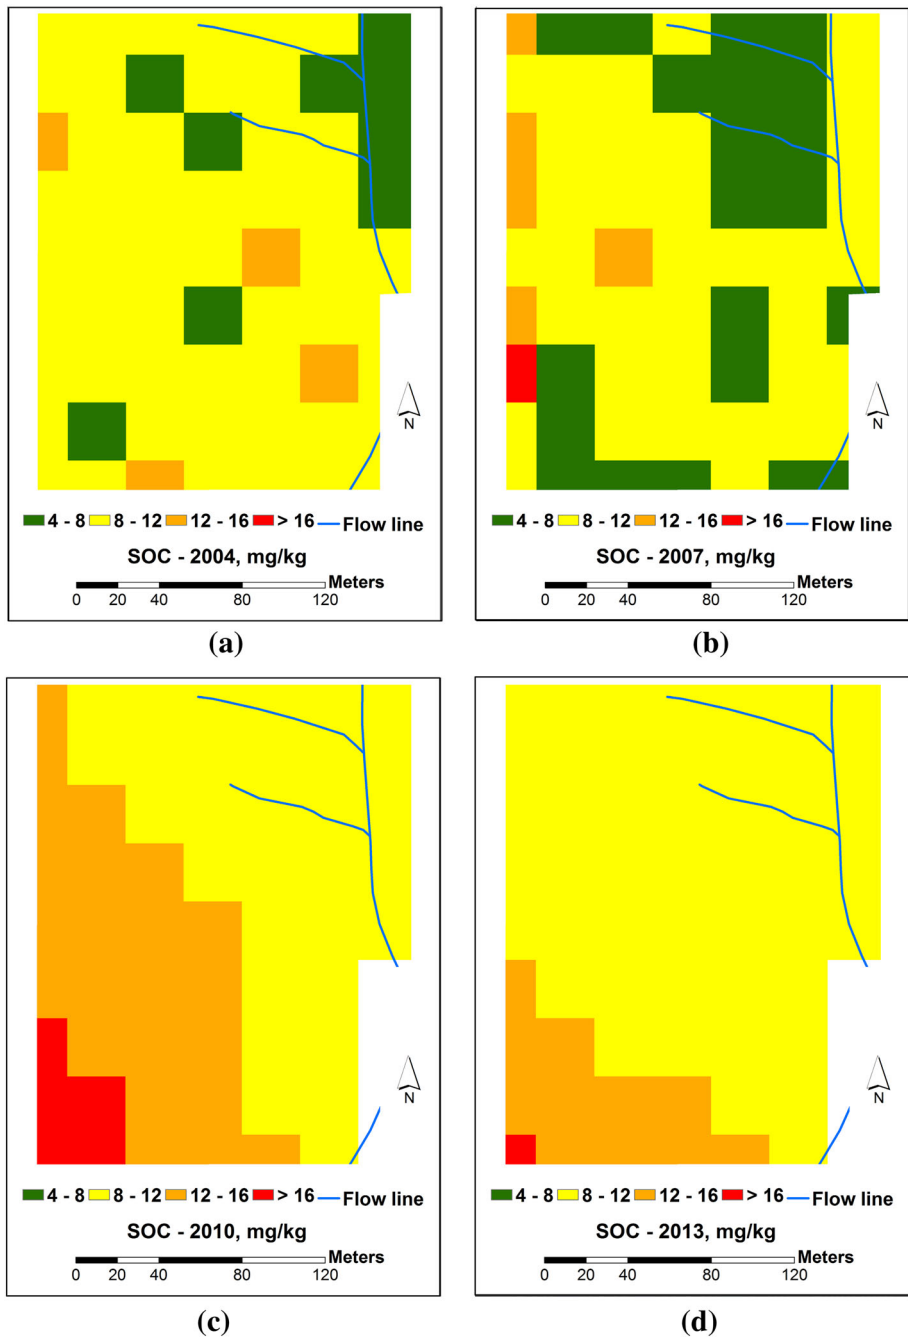 N
4 - 8 8 - 12 12 - 16 > 16 Flow line
SOC - 2004, mg/kg
Meters
0 20 40 80 120
(a)
N
4 - 8 8 - 12 12 - 16 > 16 Flow line
SOC - 2007, mg/kg
Meters
0 20 40 80 120
(b)
N
4 - 8 8 - 12 12 - 16 > 16 Flow line
SOC - 2010, mg/kg
Meters
0 20 40 80 120
(c)
N
4 - 8 8 - 12 12 - 16 > 16 Flow line
SOC - 2013, mg/kg
Meters
0 20 40 80 120
(d)